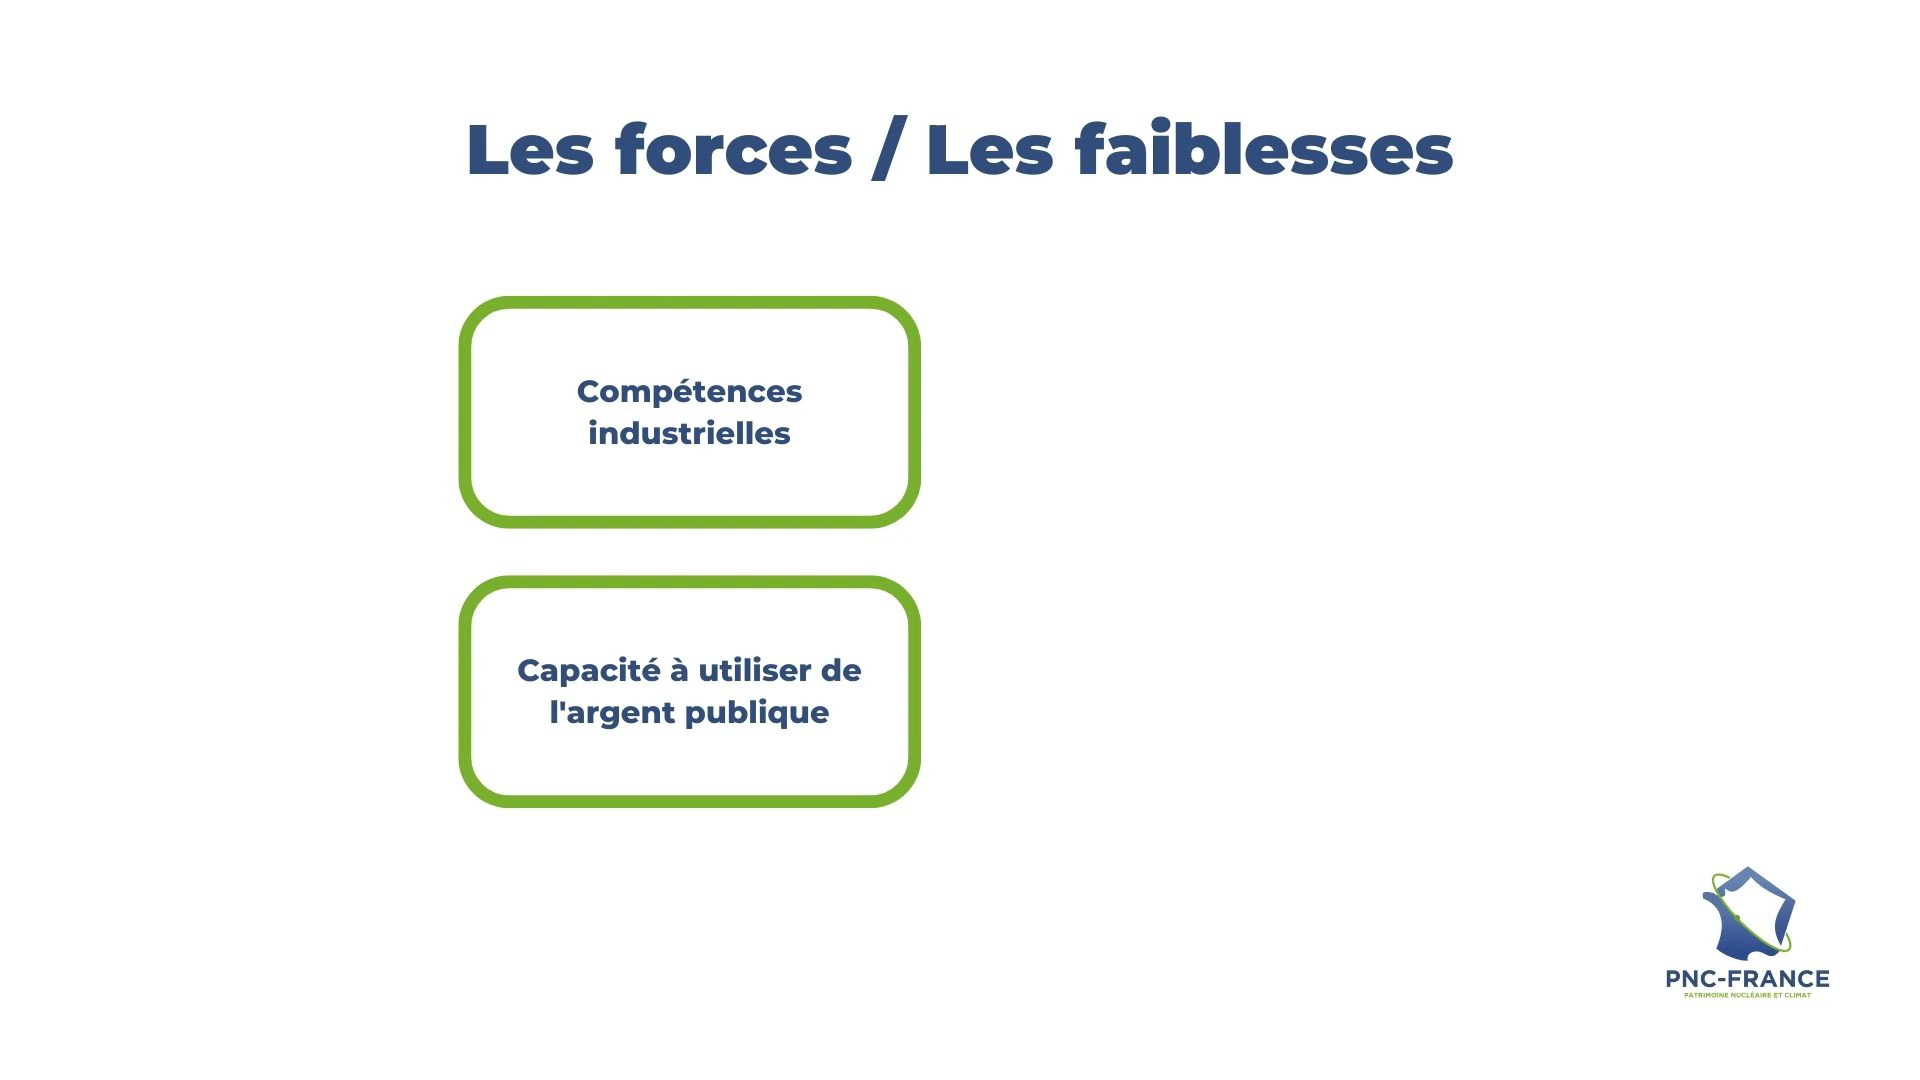 Les forces / Les faiblesses
Compétences
industrielles
Capacité à utiliser de
l'argent publique
PNC-FRANCE
PATRIMOINE NUCLÉAIRE ET CLIMAT